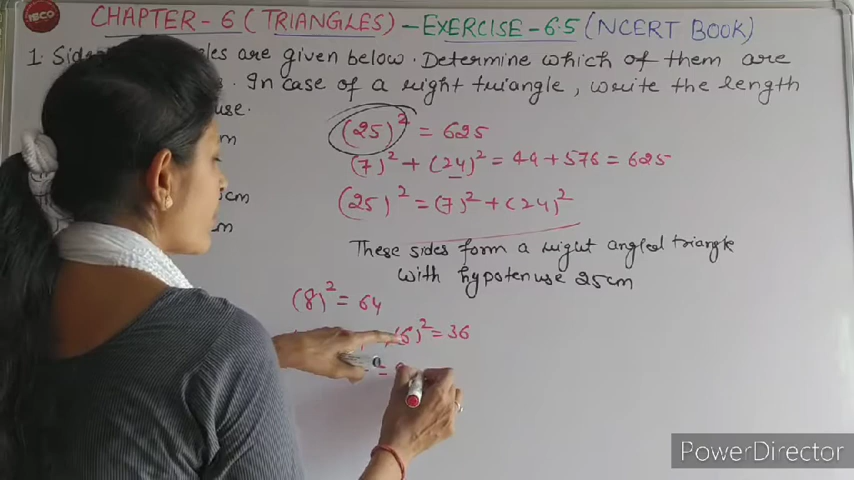 IBCO
CHAPTER-6 (TRIANGLES) -EXERCISE-6.5 (NCERT BOOK)
1. are given below. Determine which of them are
In case of a right triangle, write the length
use.
(25)² = 625
(7)² + (24)² = 49 + 576 = 625
cm
(25)² = (7)² + (24)²
cm
These sides form a right angled triangle
with hypotenuse 25cm
(8)² = 64
(6)² = 36
=
PowerDirector